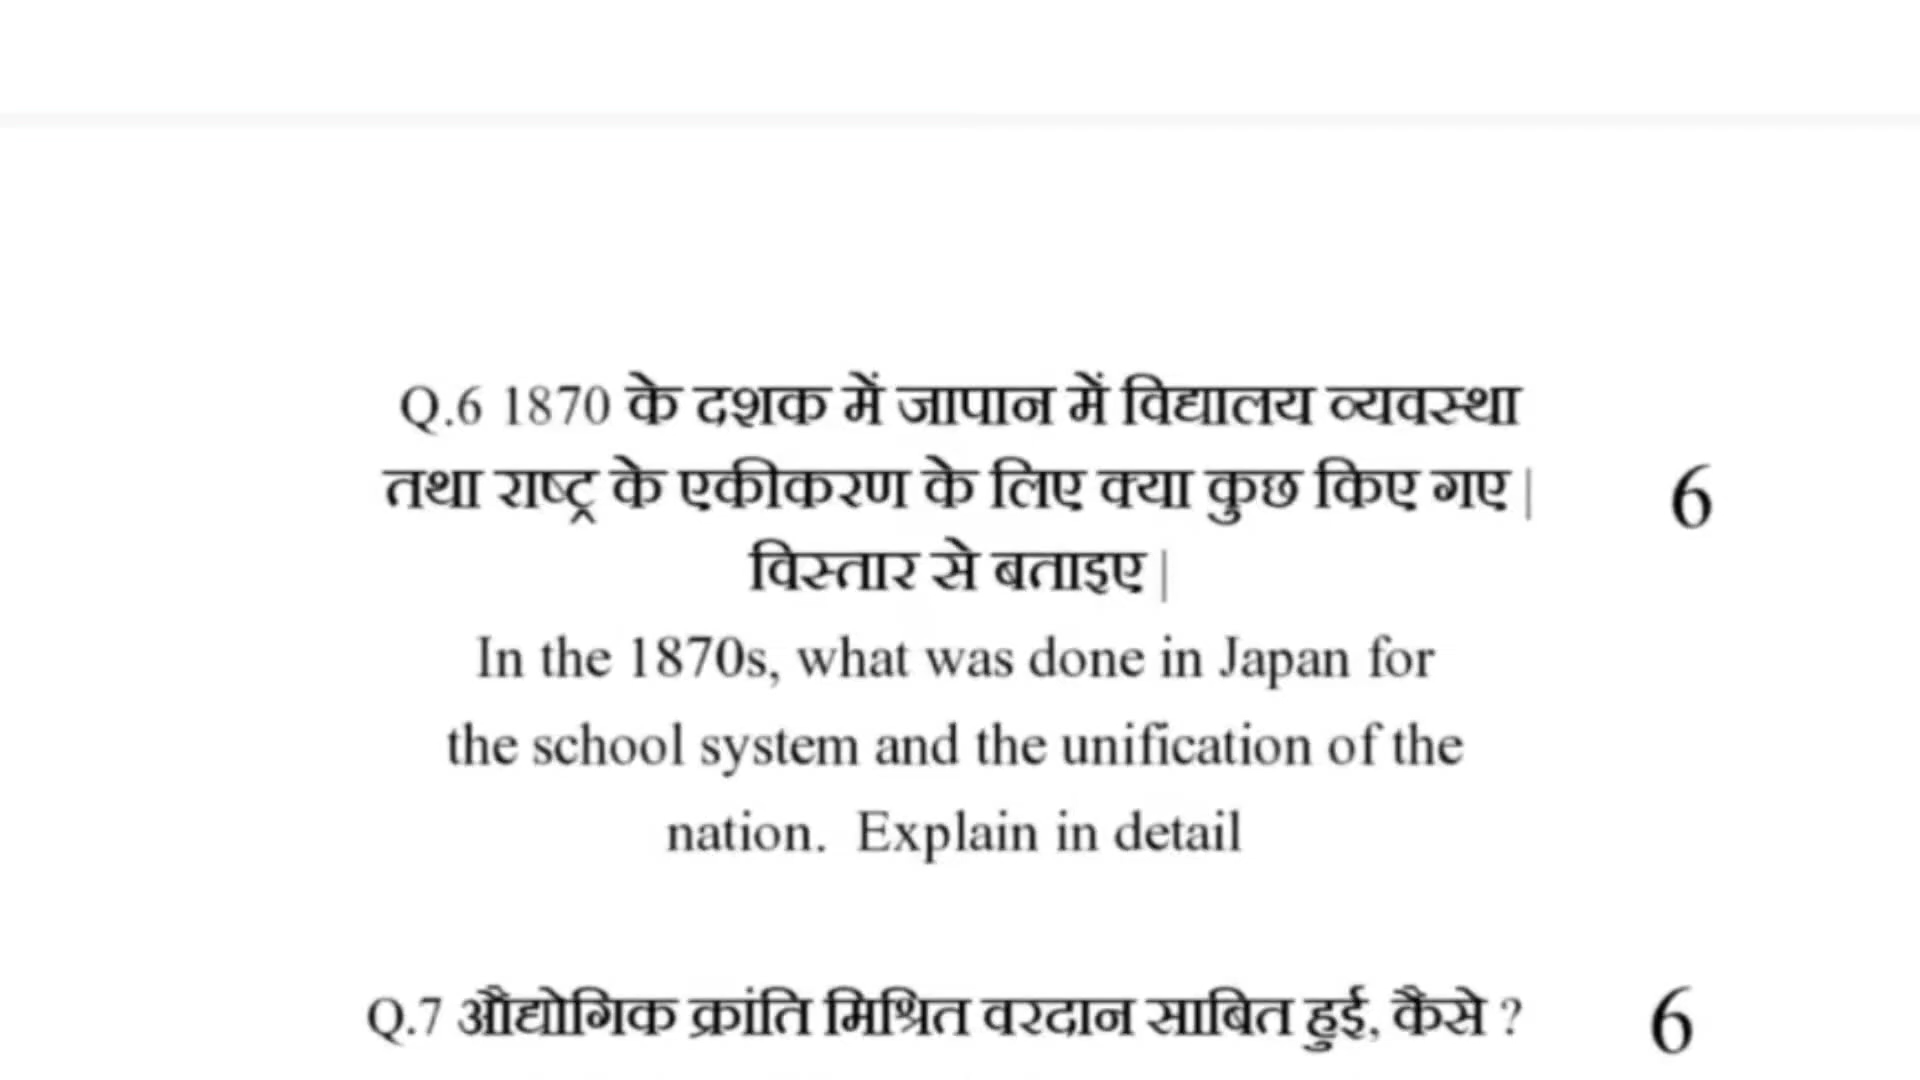 Q.6 1870 के दशक में जापान में विद्यालय व्यवस्था
तथा राष्ट्र के एकीकरण के लिए क्या कुछ किए गए | 6
विस्तार से बताइए |
In the 1870s, what was done in Japan for
the school system and the unification of the
nation. Explain in detail
Q.7 औद्योगिक क्रांति मिश्रित वरदान साबित हुई, कैसे ? 6